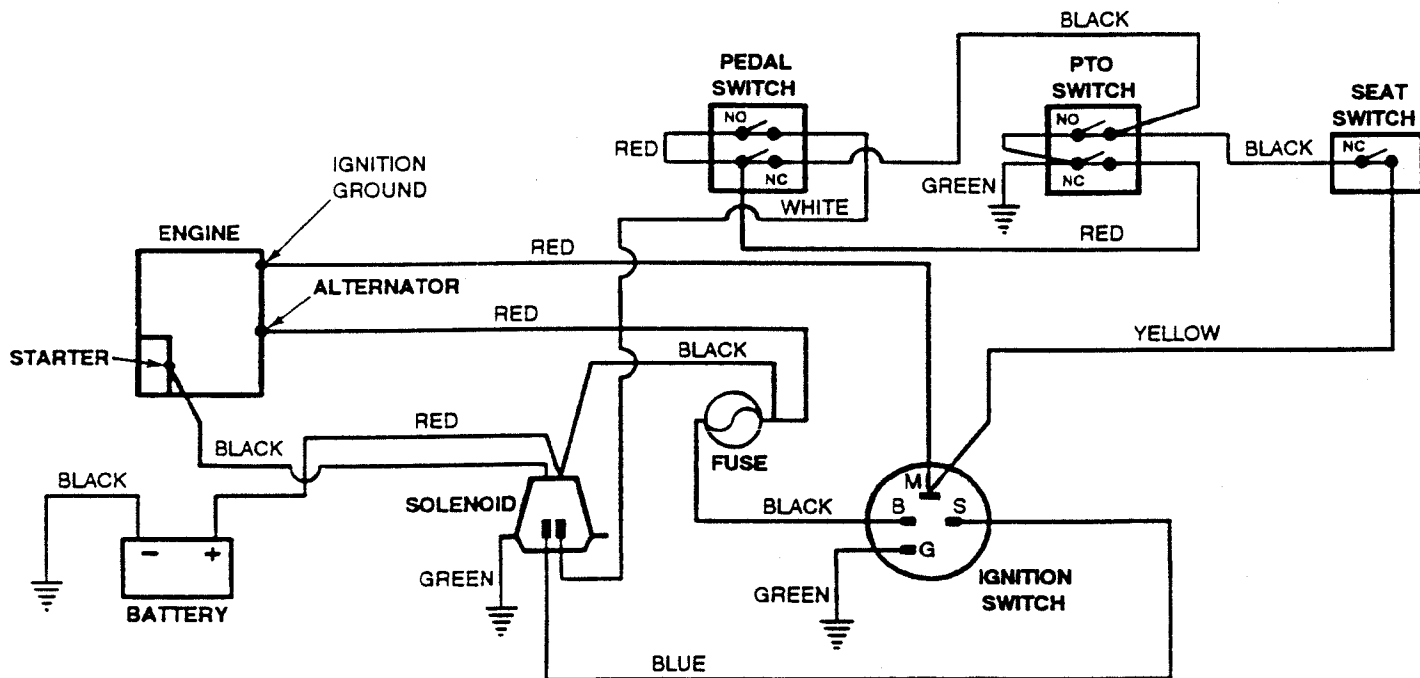 BLACK
PEDAL
SWITCH
PTO
SWITCH
SEAT
SWITCH
NO
NO
RED
NC
NC
BLACK
NC
GREEN
IGNITION
GROUND
WHITE
RED
ENGINE
RED
ALTERNATOR
RED
YELLOW
STARTER
BLACK
RED
BLACK
FUSE
BLACK
M
SOLENOID
BLACK
B
S
- +
G
GREEN
IGNITION
SWITCH
GREEN
BATTERY
BLUE